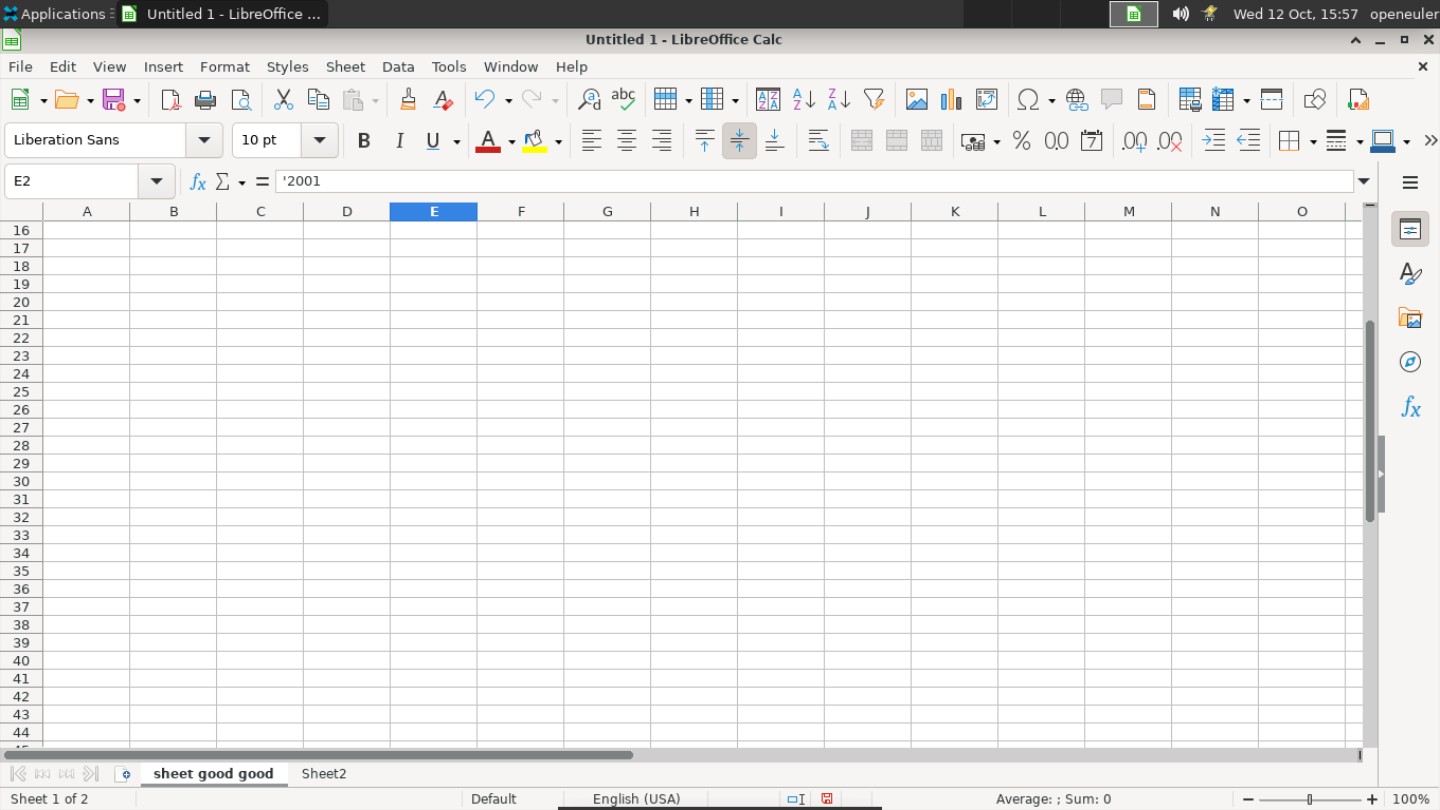 Applications
Untitled 1 - LibreOffice ...
Wed 12 Oct, 15:57
openeuler
Untitled 1 - LibreOffice Calc
File Edit View Insert Format Styles Sheet Data Tools Window Help
Liberation Sans
10 pt
E2
'2001
A B C D E F G H I J K L M N O
16
17
18
19
20
21
22
23
24
25
26
27
28
29
30
31
32
33
34
35
36
37
38
39
40
41
42
43
44
sheet good good
Sheet2
Sheet 1 of 2
Default
English (USA)
Average: ; Sum: 0
100%